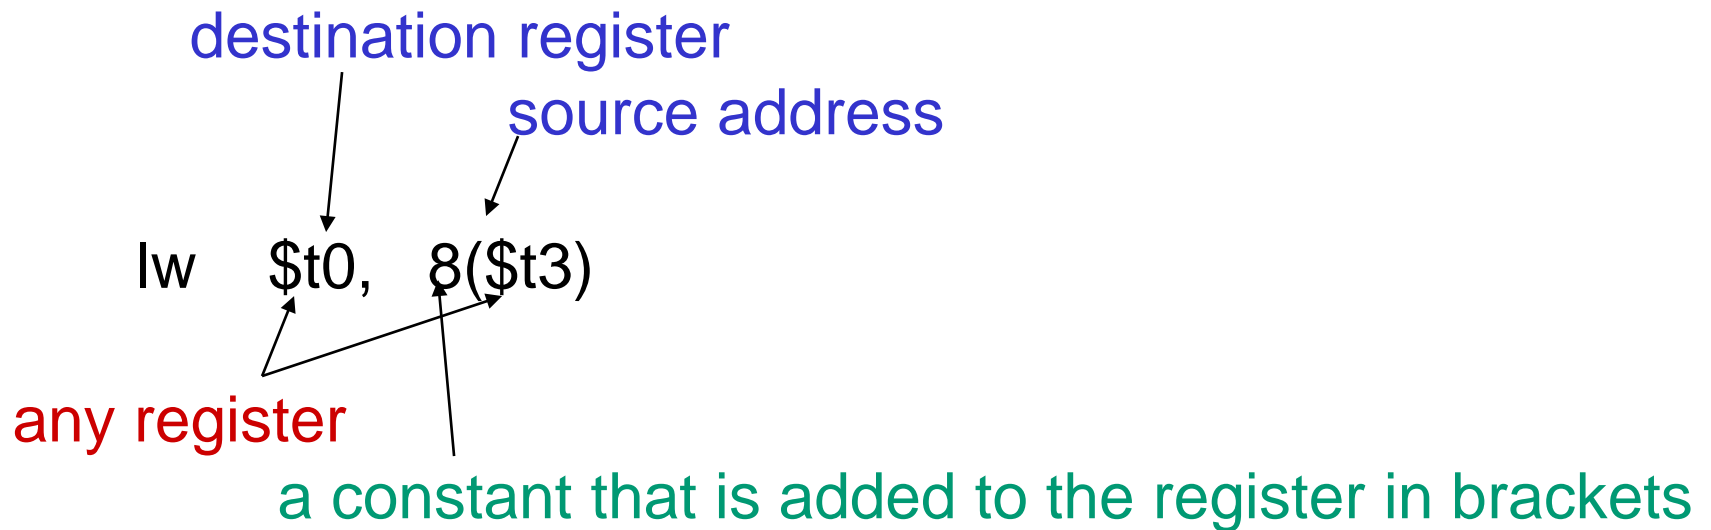 destination register
source address
lw $t0, 8($t3)
any register
a constant that is added to the register in brackets